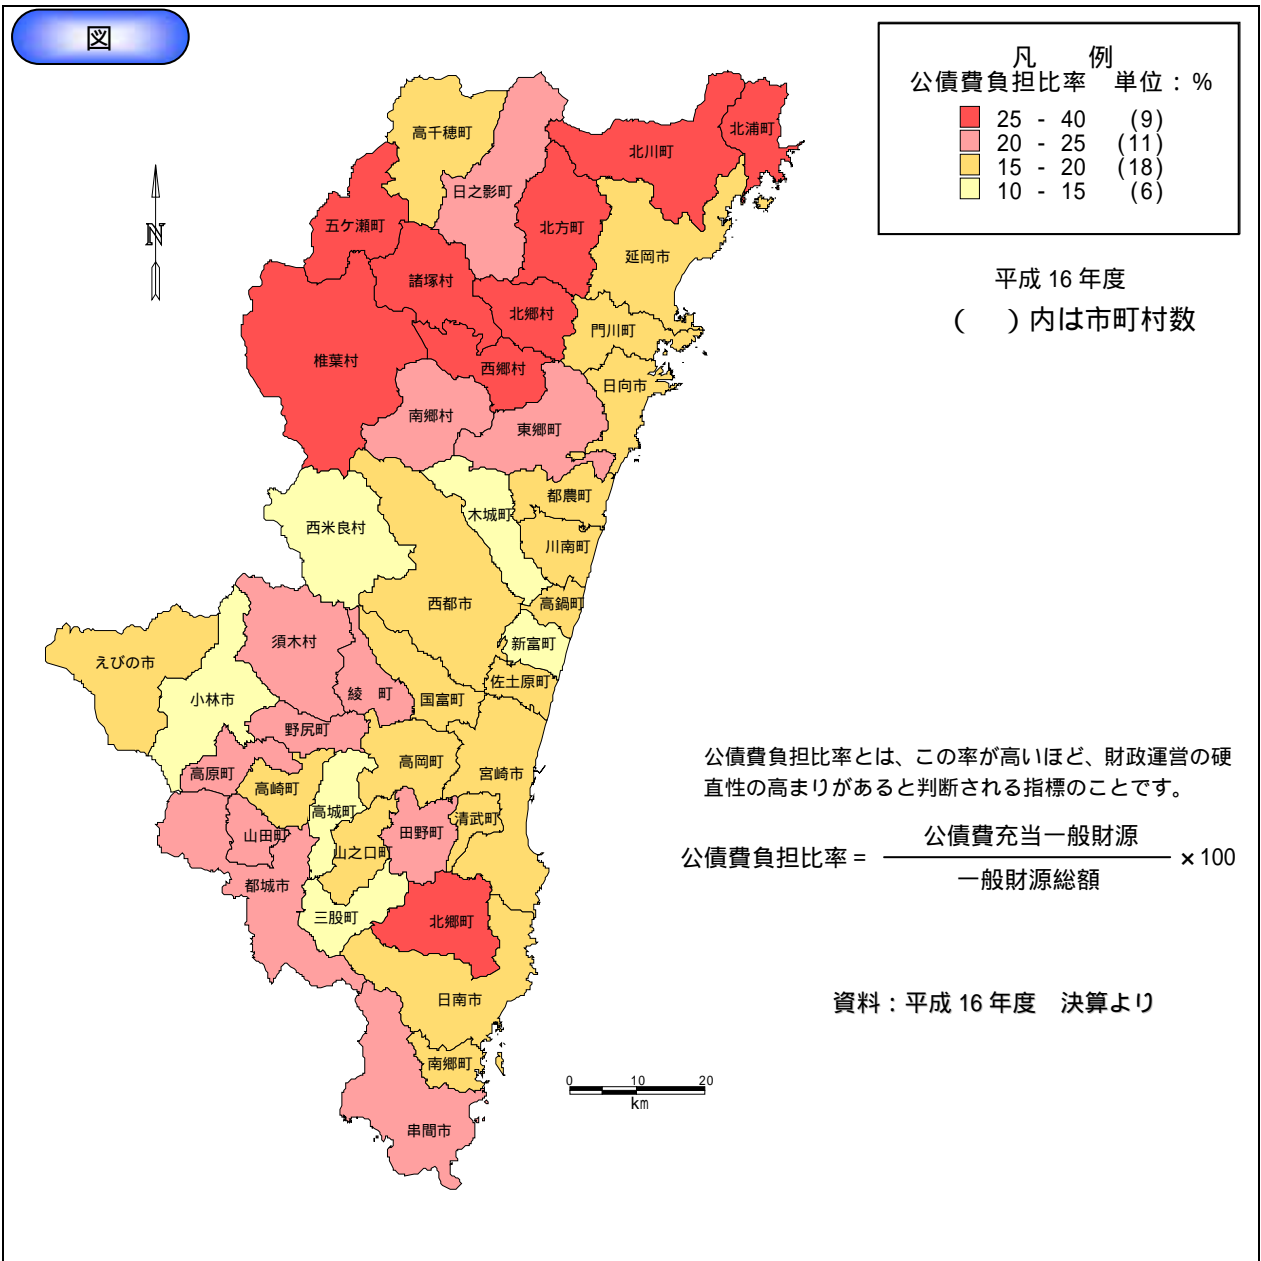 図
凡 例
公債費負担比率 単位：%
25 - 40 (9)
20 - 25 (11)
15 - 20 (18)
10 - 15 (6)
平成 16 年度
( ) 内は市町村数
N
高千穂町
日之影町
北川町
北浦町
五ケ瀬町
北方町
延岡市
諸塚村
北郷村
門川町
椎葉村
西郷村
日向市
南郷村
東郷町
都農町
木城町
西米良村
川南町
西都市
高鍋町
須木村
新富町
えびの市
佐土原町
小林市
綾 町
国富町
野尻町
高岡町
宮崎市
高原町
高崎町
高城町
清武町
山田町
田野町
山之口町
都城市
三股町
北郷町
日南市
南郷町
串間市
公債費負担比率とは、この率が高いほど、財政運営の硬
直性の高まりがあると判断される指標のことです。
公債費負担比率 = 公債費充当一般財源 × 100
一般財源総額
資料：平成 16 年度 決算より
0 10 20
km